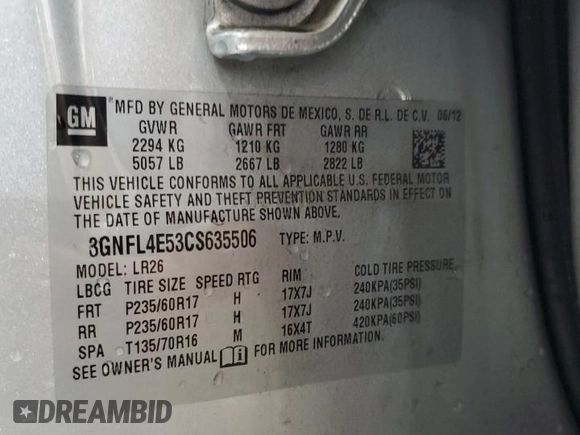 GM
® MFD BY GENERAL MOTORS DE MEXICO, S. DE R.L. DE C.V. 06/12
GVWR GAWR FRT GAWR RR
2294 KG 1210 KG 1280 KG
5057 LB 2667 LB 2822 LB
THIS VEHICLE CONFORMS TO ALL APPLICABLE U.S. FEDERAL MOTOR
VEHICLE SAFETY AND THEFT PREVENTION STANDARDS IN EFFECT ON
THE DATE OF MANUFACTURE SHOWN ABOVE.
3GNFL4E53CS635506 TYPE: M.P.V.
MODEL: LR26
LBCG TIRE SIZE SPEED RTG RIM COLD TIRE PRESSURE
FRT P235/60R17 H 17X7J 240KPA(35PSI)
RR P235/60R17 H 17X7J 240KPA(35PSI)
SPA T135/70R16 M 16X4T 420KPA(60PSI)
SEE OWNER'S MANUAL FOR MORE INFORMATION.
DREAMBID